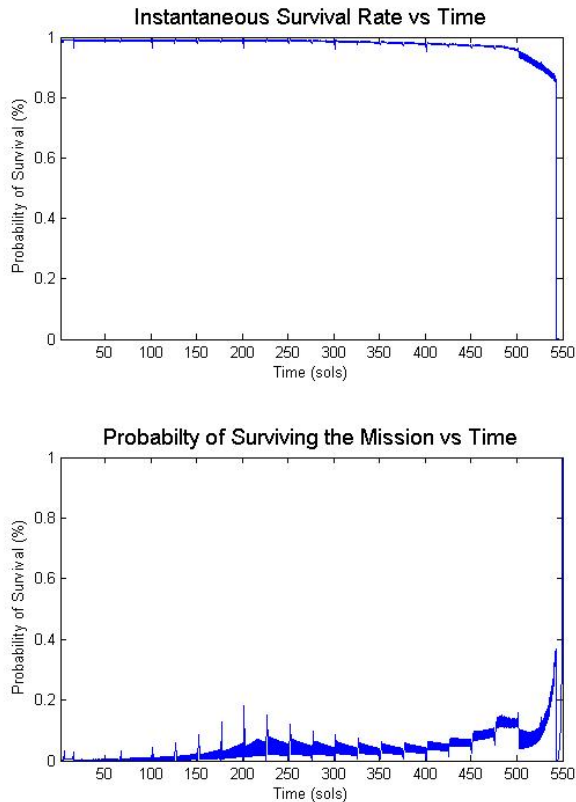 Instantaneous Survival Rate vs Time
1
0.8
0.6
0.4
0.2
0
Probability of Survival (%)
50 100 150 200 250 300 350 400 450 500 550
Time (sols)
Probabilty of Surviving the Mission vs Time
1
0.8
0.6
0.4
0.2
0
Probability of Survival (%)
50 100 150 200 250 300 350 400 450 500 550
Time (sols)